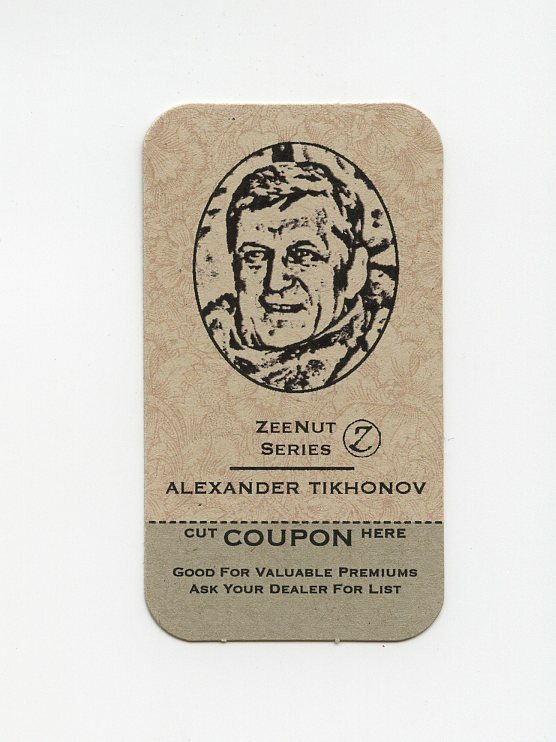 ZEENUT
SERIES Z
ALEXANDER TIKHONOV
CUT COUPON HERE
GOOD FOR VALUABLE PREMIUMS
ASK YOUR DEALER FOR LIST